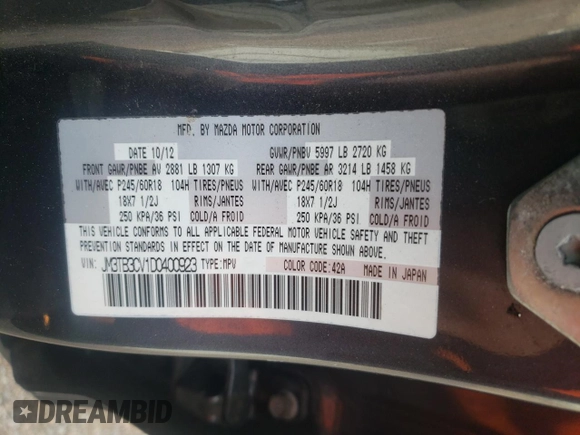 MFD. BY MAZDA MOTOR CORPORATION
DATE 10/12 GVWR/PNBV 5997 LB 2720 KG
FRONT GAWR/PNBE AV 2881 LB 1307 KG REAR GAWR/PNBE AR 3214 LB 1458 KG
WITH/AVEC P245/60R18 104H TIRES/PNEUS WITH/AVEC P245/60R18 104H TIRES/PNEUS
18X7 1/2J RIMS/JANTES 18X7 1/2J RIMS/JANTES
250 KPA/36 PSI COLD/A FROID 250 KPA/36 PSI COLD/A FROID
THIS VEHICLE CONFORMS TO ALL APPLICABLE FEDERAL MOTOR VEHICLE SAFETY AND THEFT
PREVENTION STANDARDS IN EFFECT ON THE DATE OF MANUFACTURE SHOWN ABOVE.
VIN: JM3TB3CV1D0400923 TYPE:MPV COLOR CODE:42A MADE IN JAPAN
DREAMBID